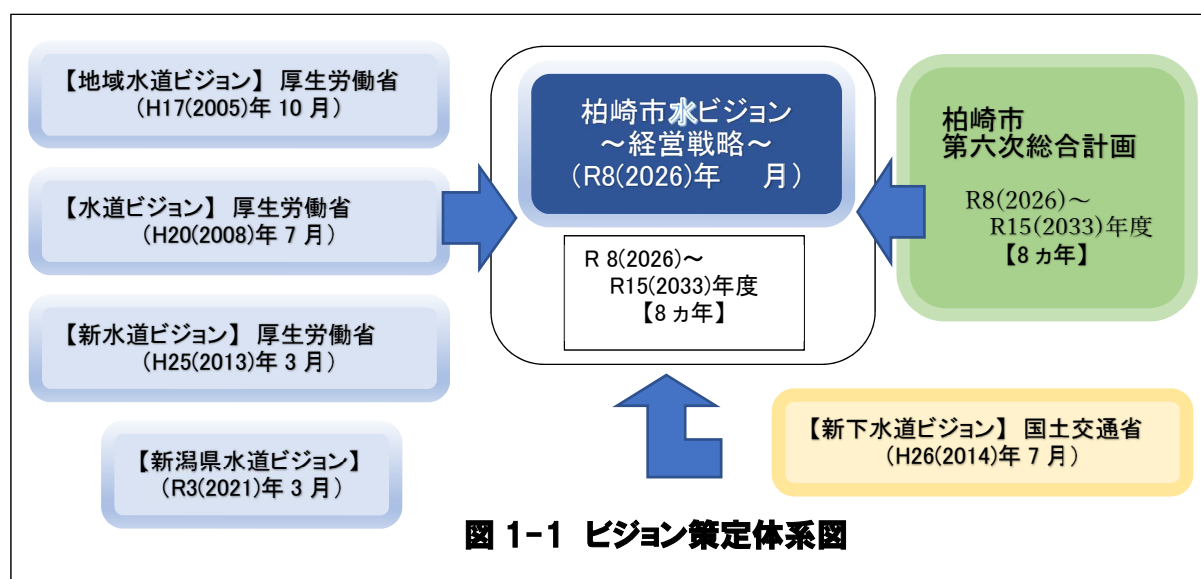 【地域水道ビジョン】 厚生労働省
(H17(2005)年 10 月)
【水道ビジョン】 厚生労働省
(H20(2008)年 7 月)
【新水道ビジョン】 厚生労働省
(H25(2013)年 3 月)
【新潟県水道ビジョン】
(R3(2021)年 3 月)
柏崎市水ビジョン
～経営戦略～
(R8(2026)年　　月)
R 8(2026)～
R15(2033)年度
【8 ヵ年】
柏崎市
第六次総合計画
R8(2026)～
R15(2033)年度
【8 ヵ年】
【新下水道ビジョン】 国土交通省
(H26(2014)年 7 月)
図 1-1 ビジョン策定体系図